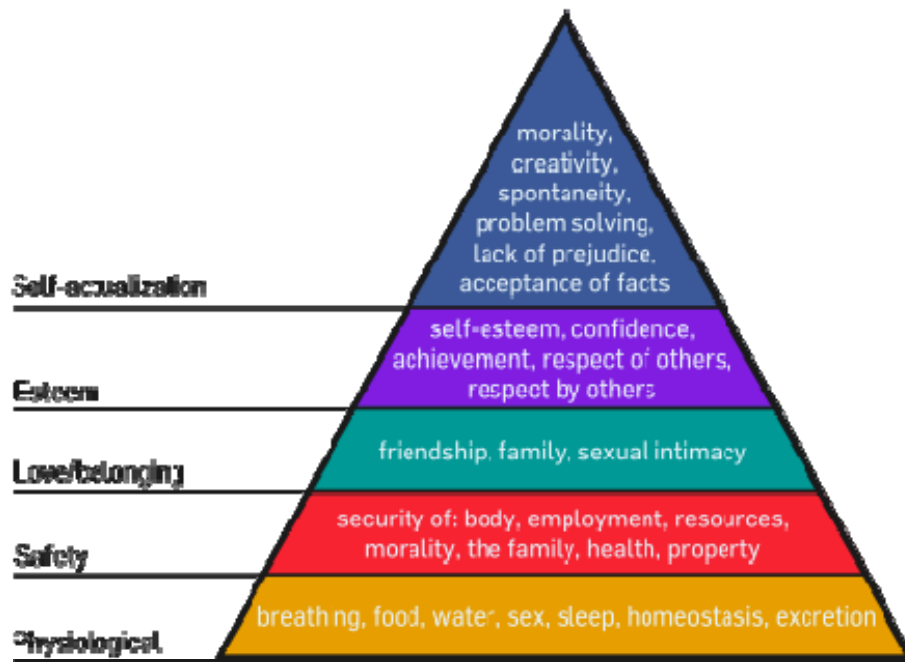 morality,
creativity,
spontaneity,
problem solving,
lack of prejudice,
acceptance of facts
Self-actualization
self-esteem, confidence,
achievement, respect of others,
respect by others
Esteem
friendship, family, sexual intimacy
Love/belonging
security of: body, employment, resources,
morality, the family, health, property
Safety
breathing, food, water, sex, sleep, homeostasis, excretion
Physiological